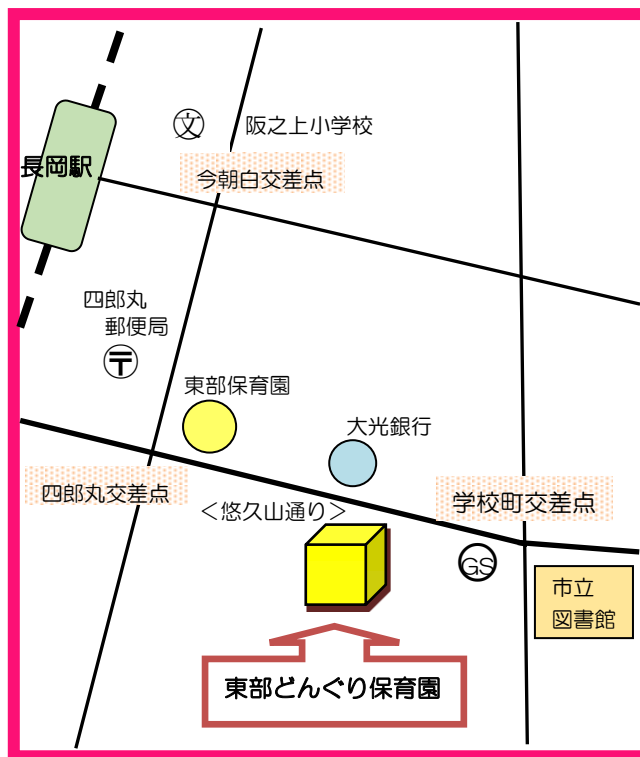 文
阪之上小学校
長岡駅
今朝白交差点
四郎丸
郵便局
〒
東部保育園
大光銀行
四郎丸交差点
学校町交差点
＜悠久山通り＞
GS
市立
図書館
東部どんぐり保育園